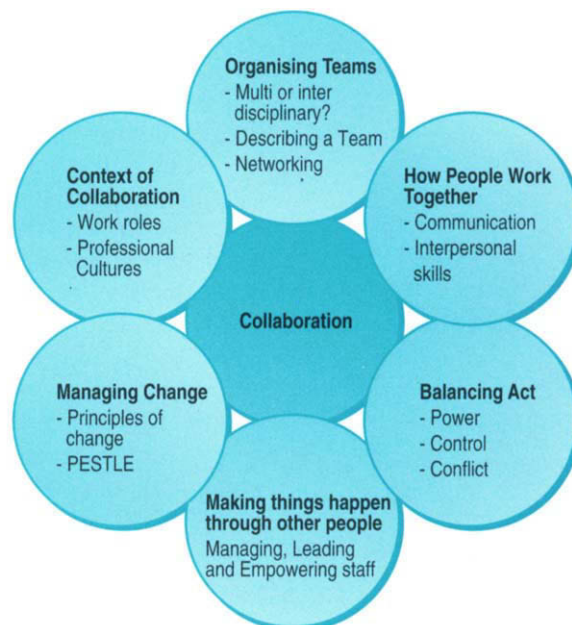 Organising Teams
- Multi or inter
disciplinary?
- Describing a Team
- Networking
How People Work
Together
- Communication
- Interpersonal
skills
Balancing Act
- Power
- Control
- Conflict
Making things happen
through other people
Managing, Leading
and Empowering staff
Managing Change
- Principles of
change
- PESTLE
Context of
Collaboration
- Work roles
- Professional
Cultures
Collaboration